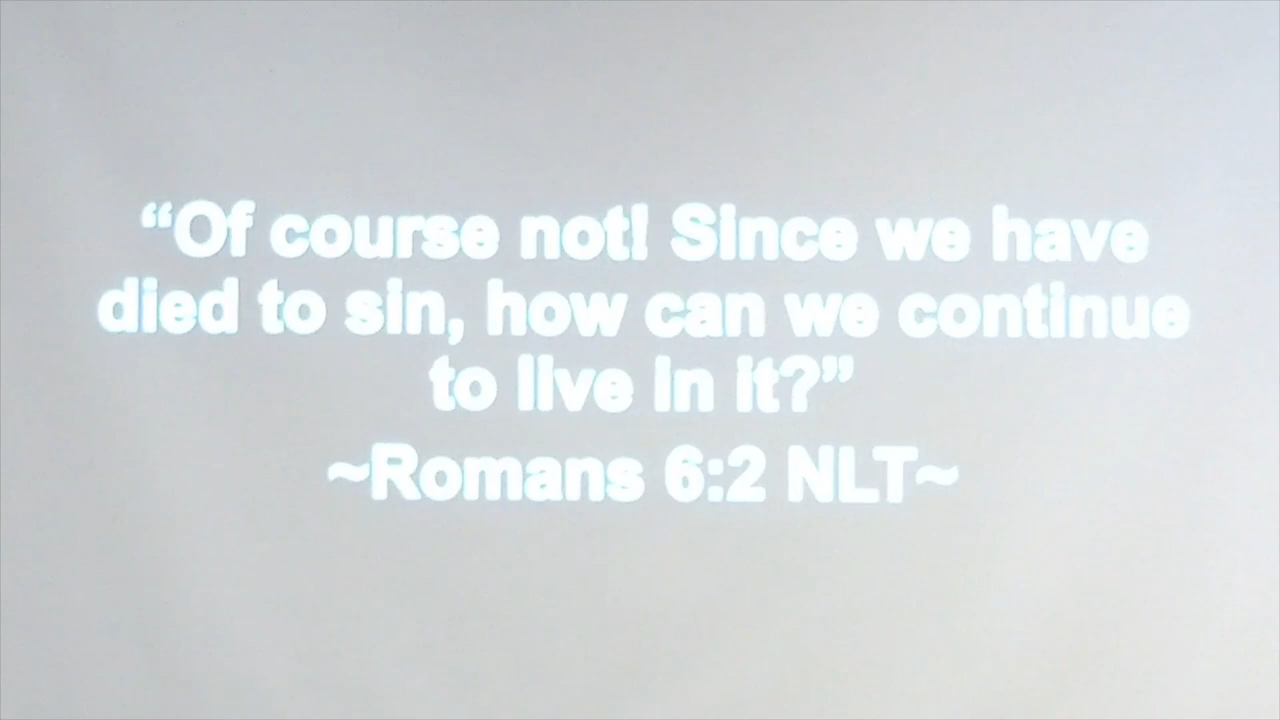 “Of course not! Since we have
died to sin, how can we continue
to live in it?”
~Romans 6:2 NLT~